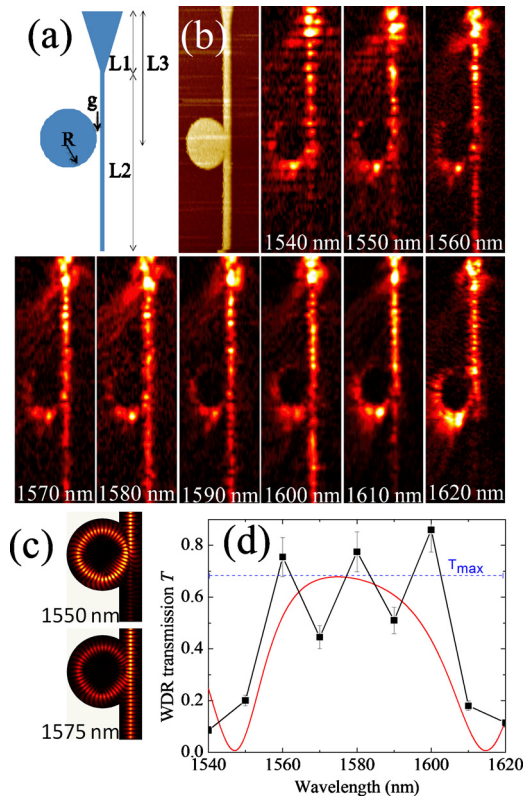 (a)
L1
L3
g
R
L2
(b)
1540 nm
1550 nm
1560 nm
1570 nm
1580 nm
1590 nm
1600 nm
1610 nm
1620 nm
(c)
1550 nm
1575 nm
(d)
WDR transmission T
0.8
0.6
0.4
0.2
0.0
Tmax
1540
1560
1580
1600
1620
Wavelength (nm)